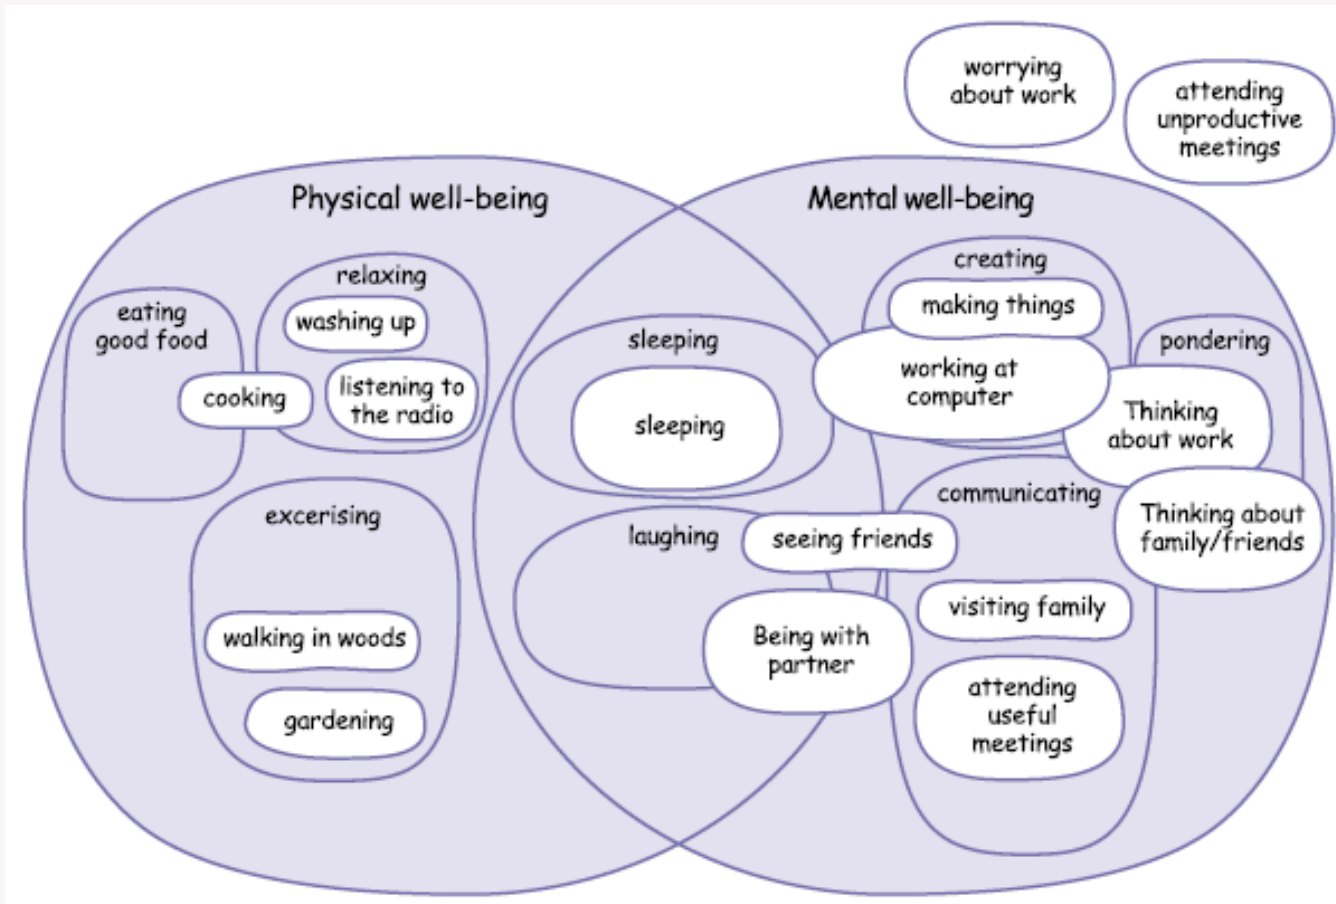 worrying
about work
attending
unproductive
meetings
Physical well-being
Mental well-being
relaxing
washing up
listening to
the radio
eating
good food
cooking
excerising
walking in woods
gardening
sleeping
sleeping
laughing
seeing friends
Being with
partner
creating
making things
working at
computer
pondering
Thinking
about work
Thinking about
family/friends
communicating
visiting family
attending
useful
meetings